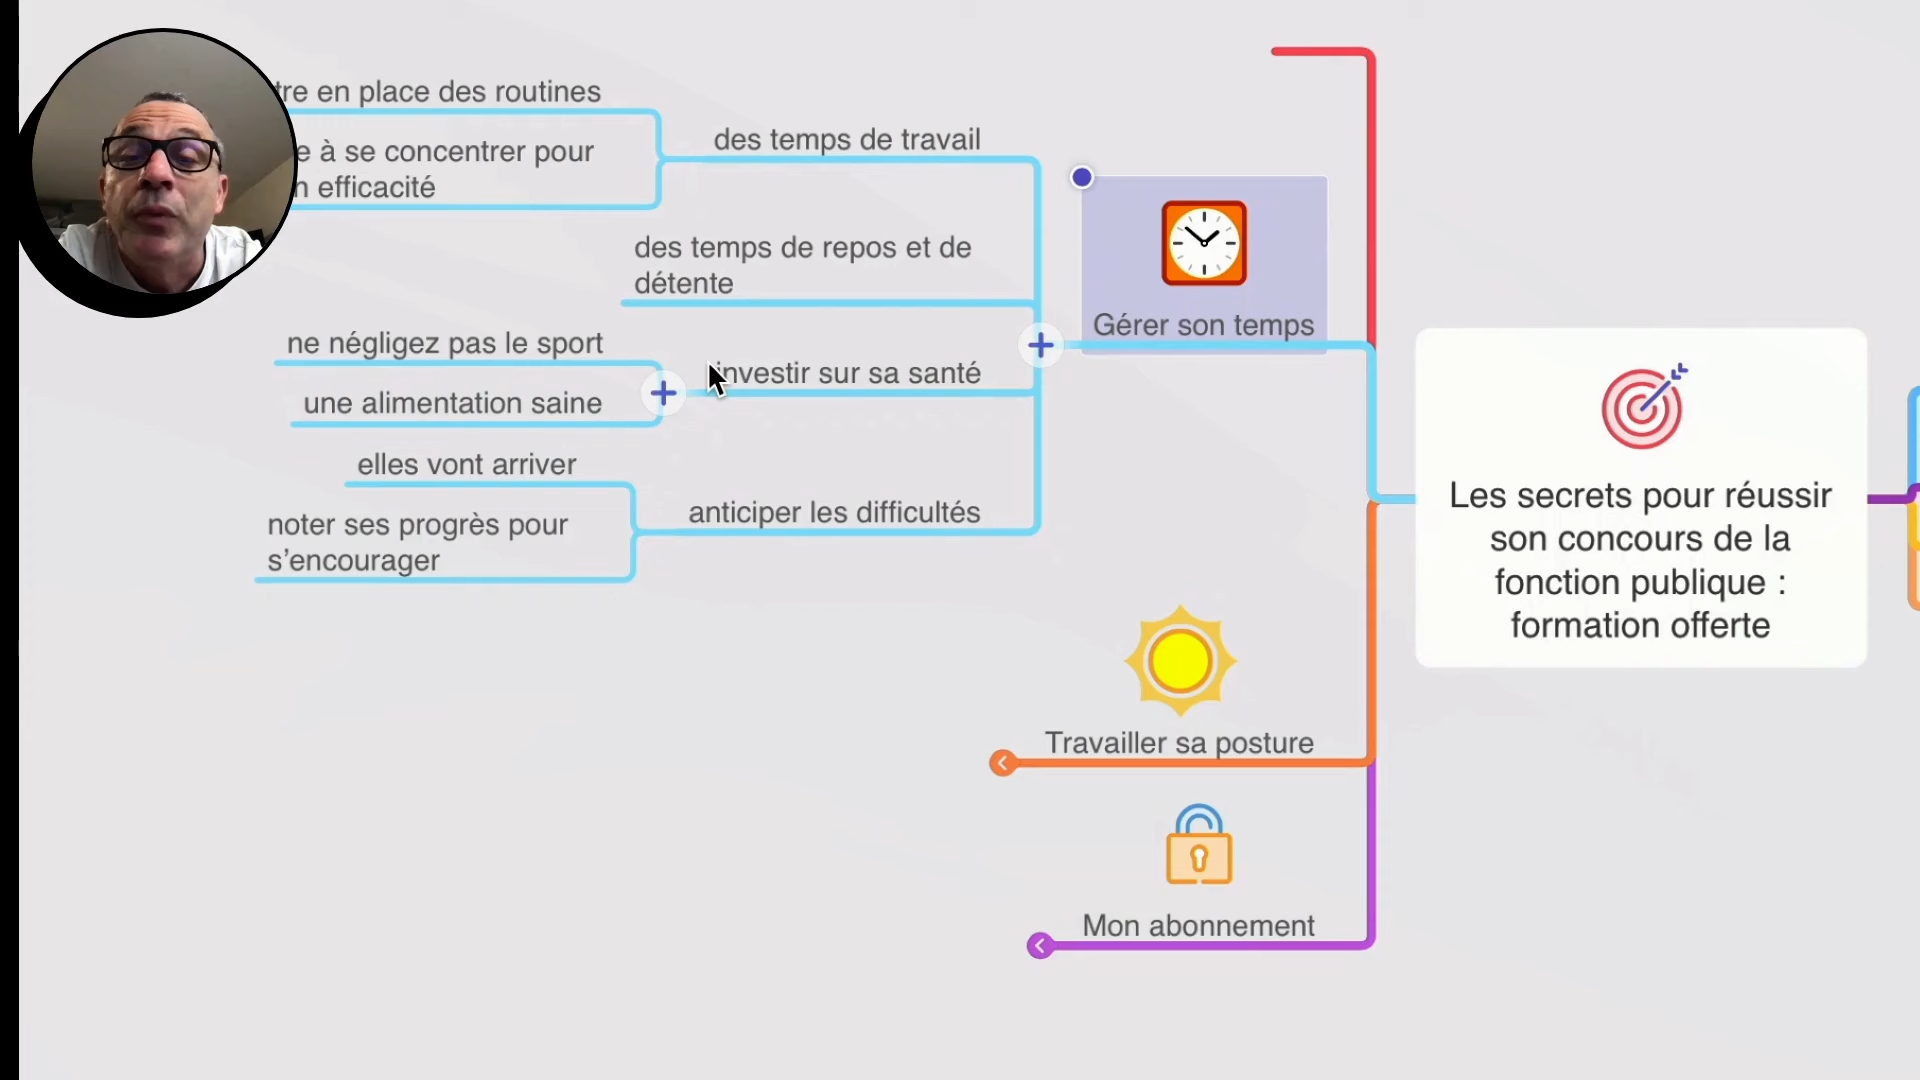 en place des routines
à se concentrer pour
efficacité
des temps de travail
des temps de repos et de
détente
ne négligez pas le sport
une alimentation saine
investir sur sa santé
elles vont arriver
noter ses progrès pour
s’encourager
anticiper les difficultés
Gérer son temps
Travailler sa posture
Mon abonnement
Les secrets pour réussir
son concours de la
fonction publique :
formation offerte